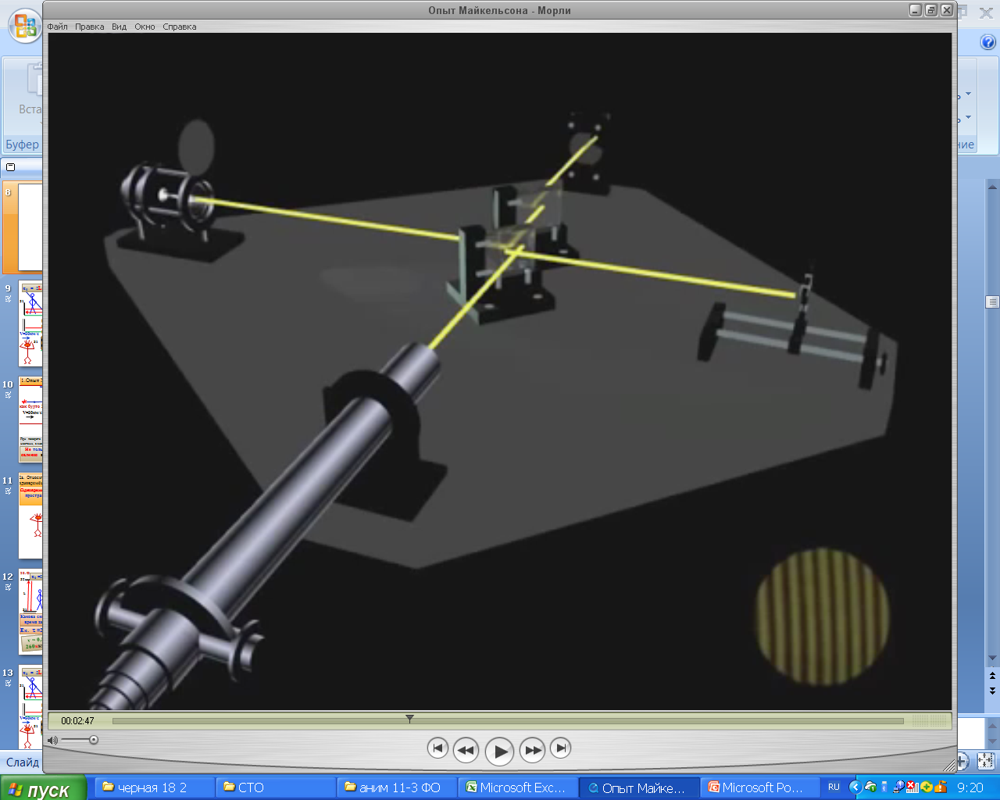 Опыт Майкельсона - Морли
Файл Правка Вид Окно Справка
Вста
Буфер
ние
8
9
10
11
12
13
00:02:47
Слайд
пуск
черная 18 2
СТО
аним 11-3 ФО
Microsoft Exc...
Опыт Майке...
Microsoft Po...
RU
9:20